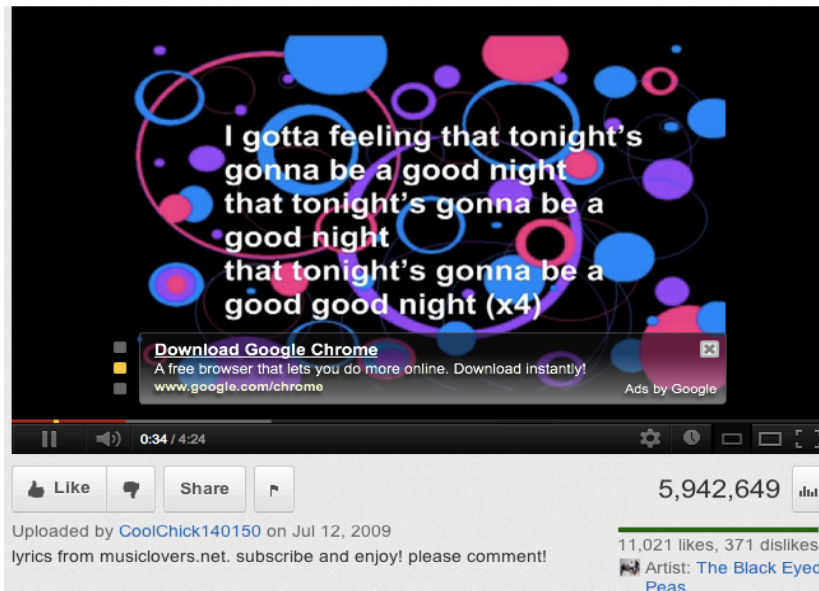 I gotta feeling that tonight's
gonna be a good night
that tonight's gonna be a
good night
that tonight's gonna be a
good good night (x4)
Download Google Chrome
A free browser that lets you do more online. Download instantly!
www.google.com/chrome
Ads by Google
0:34 / 4:24
Like
Share
5,942,649
Uploaded by CoolChick140150 on Jul 12, 2009
lyrics from musiclovers.net. subscribe and enjoy! please comment!
11,021 likes, 371 dislikes
Artist: The Black Eyed
Peas